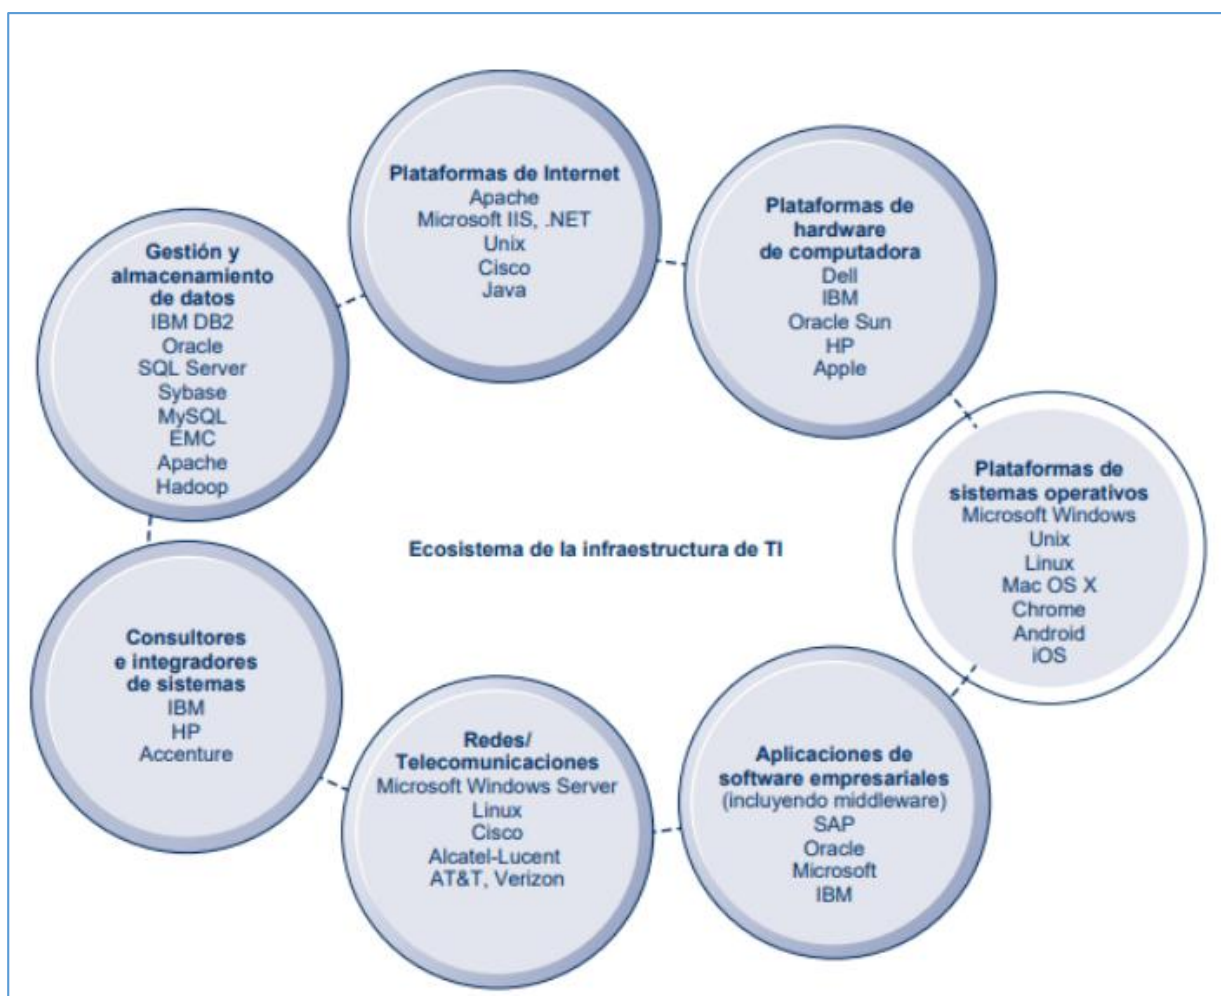 Plataformas de Internet
Apache
Microsoft IIS, .NET
Unix
Cisco
Java
Plataformas de
hardware
de computadora
Dell
IBM
Oracle Sun
HP
Apple
Gestión y
almacenamiento
de datos
IBM DB2
Oracle
SQL Server
Sybase
MySQL
EMC
Apache
Hadoop
Plataformas de
sistemas operativos
Microsoft Windows
Unix
Linux
Mac OS X
Chrome
Android
iOS
Ecosistema de la infraestructura de TI
Consultores
e integradores
de sistemas
IBM
HP
Accenture
Redes/
Telecomunicaciones
Microsoft Windows Server
Linux
Cisco
Alcatel-Lucent
AT&T, Verizon
Aplicaciones de
software empresariales
(incluyendo middleware)
SAP
Oracle
Microsoft
IBM